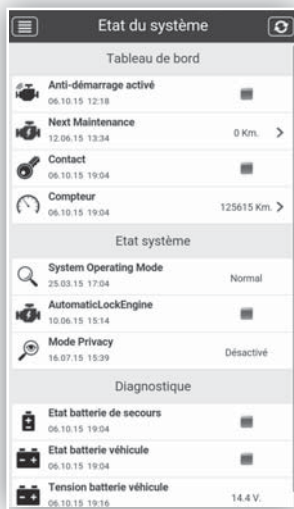 Etat du système
Tableau de bord
Anti-démarrage activé
06.10.15 12:18
Next Maintenance
12.06.15 13:34
0 Km.
Contact
06.10.15 19:04
Compteur
06.10.15 19:04
125615 Km.
Etat système
System Operating Mode
25.03.15 17:04
Normal
AutomaticLockEngine
10.06.15 15:14
Mode Privacy
16.07.15 15:39
Désactivé
Diagnostique
Etat batterie de secours
06.10.15 19:04
Etat batterie véhicule
06.10.15 19:04
Tension batterie véhicule
06.10.15 19:16
14.4 V.